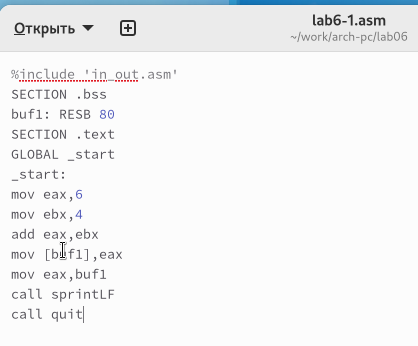 Открыть
lab6-1.asm
~/work/arch-pc/lab06
%include 'in_out.asm'
SECTION .bss
buf1: RESB 80
SECTION .text
GLOBAL _start
_start:
mov eax,6
mov ebx,4
add eax,ebx
mov [buf1],eax
mov eax,buf1
call sprintLF
call quit